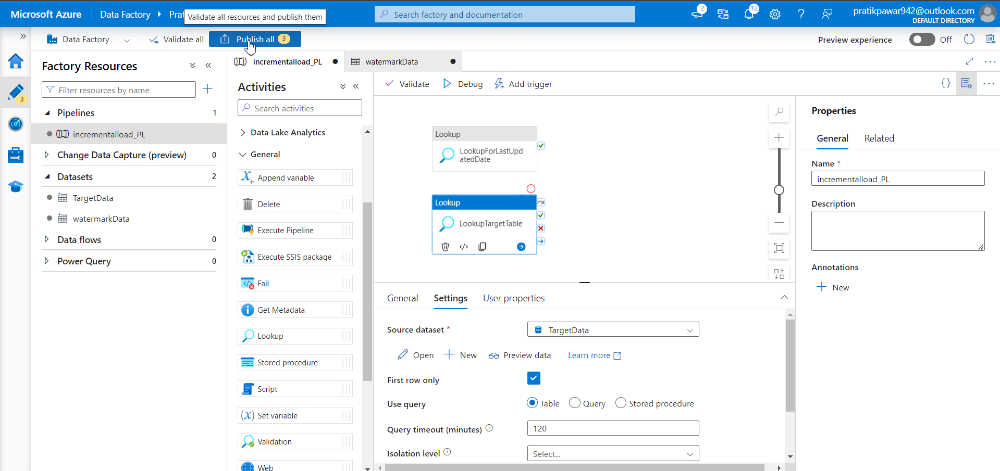 Microsoft Azure
Data Factory
Prat
Validate all resources and publish them
Search factory and documentation
2
12
pratikpawar942@outlook.com
DEFAULT DIRECTORY
Data Factory
Validate all
Publish all
3
Preview experience
Off
3
Factory Resources
Filter resources by name
Pipelines
1
incrementalload_PL
Change Data Capture (preview)
0
Datasets
2
TargetData
watermarkData
Data flows
0
Power Query
0
incrementalload_PL
watermarkData
Activities
Search activities
Data Lake Analytics
General
Append variable
Delete
Execute Pipeline
Execute SSIS package
Fail
Get Metadata
Lookup
Stored procedure
Script
Set variable
Validation
Web
Validate
Debug
Add trigger
Lookup
LookupForLastUpd
atedDate
Lookup
LookupTargetTable
General
Settings
User properties
Source dataset *
SQL
TargetData
Open
New
Preview data
Learn more
First row only
Use query
Table
Query
Stored procedure
Query timeout (minutes)
120
Isolation level
Select...
Properties
General
Related
Name *
incrementalload_PL
Description
Annotations
New